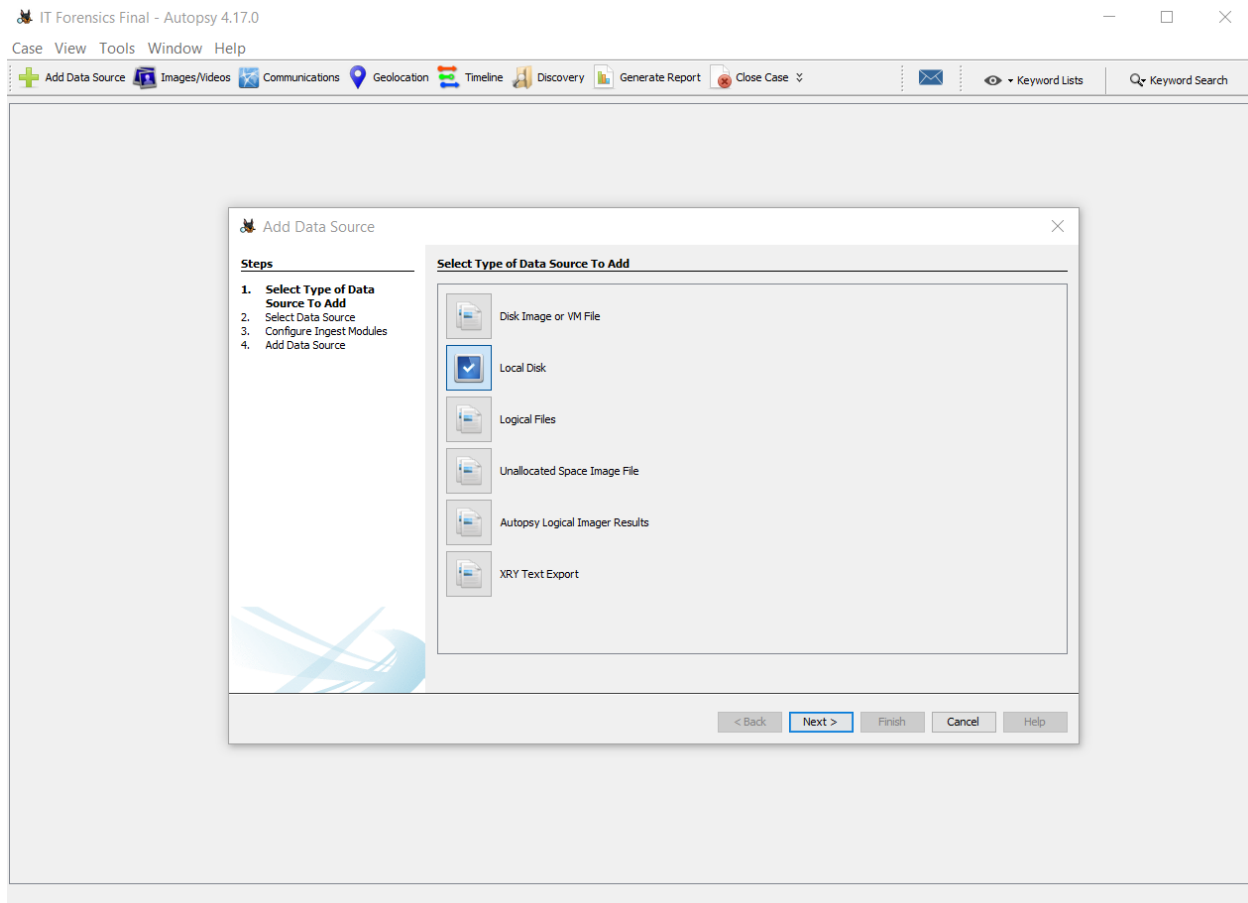 IT Forensics Final - Autopsy 4.17.0
Case View Tools Window Help
Add Data Source Images/Videos Communications Geolocation Timeline Discovery Generate Report Close Case Keyword Lists Keyword Search
Add Data Source
Steps
1. Select Type of Data
Source To Add
2. Select Data Source
3. Configure Ingest Modules
4. Add Data Source
Select Type of Data Source To Add
Disk Image or VM File
Local Disk
Logical Files
Unallocated Space Image File
Autopsy Logical Imager Results
XRY Text Export
< Back Next > Finish Cancel Help